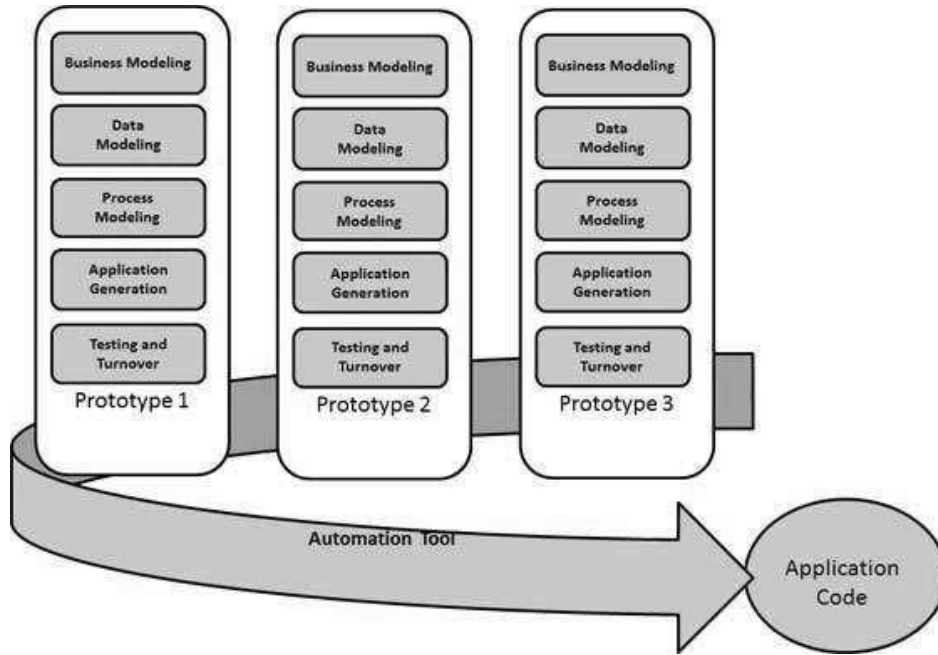 Business Modeling
Data
Modeling
Process
Modeling
Application
Generation
Testing and
Turnover
Prototype 1
Business Modeling
Data
Modeling
Process
Modeling
Application
Generation
Testing and
Turnover
Prototype 2
Business Modeling
Data
Modeling
Process
Modeling
Application
Generation
Testing and
Turnover
Prototype 3
Automation Tool
Application
Code